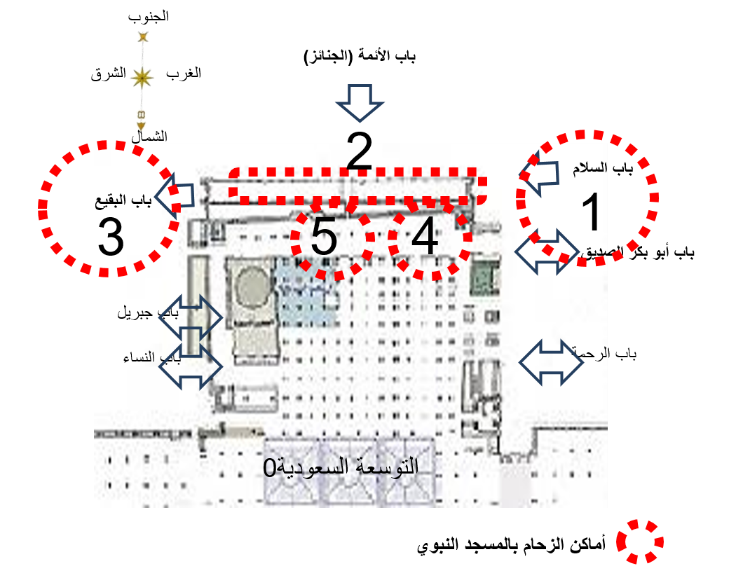 الجنوب
باب الأئمة (الجنائز)
الغرب
الشرق
الشمال
2
باب السلام
1
باب البقيع
3
5
4
باب أبو بكر الصديق
باب جبريل
باب النساء
باب الرحمة
التوسعة السعودية0
أماكن الزحام بالمسجد النبوي